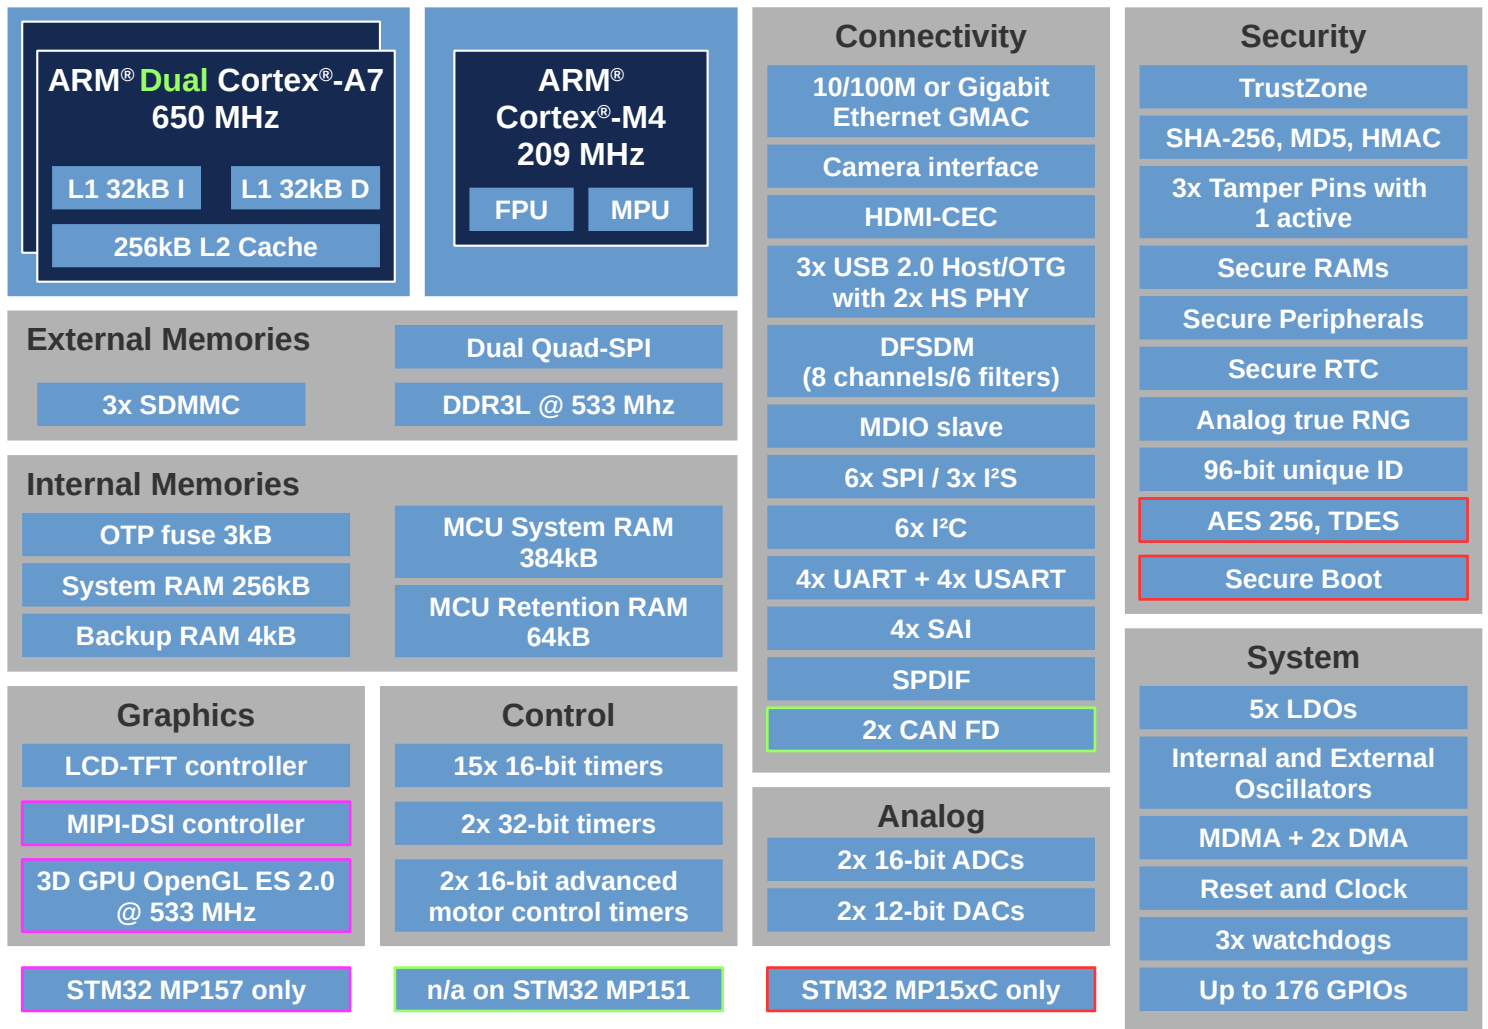 ARM® Dual Cortex®-A7
650 MHz
L1 32kB I
L1 32kB D
256kB L2 Cache
ARM®
Cortex®-M4
209 MHz
FPU
MPU
External Memories
Dual Quad-SPI
3x SDMMC
DDR3L @ 533 Mhz
Internal Memories
OTP fuse 3kB
System RAM 256kB
Backup RAM 4kB
MCU System RAM
384kB
MCU Retention RAM
64kB
Graphics
LCD-TFT controller
MIPI-DSI controller
3D GPU OpenGL ES 2.0
@ 533 MHz
Control
15x 16-bit timers
2x 32-bit timers
2x 16-bit advanced
motor control timers
Connectivity
10/100M or Gigabit
Ethernet GMAC
Camera interface
HDMI-CEC
3x USB 2.0 Host/OTG
with 2x HS PHY
DFSDM
(8 channels/6 filters)
MDIO slave
6x SPI / 3x I²S
6x I²C
4x UART + 4x USART
4x SAI
SPDIF
2x CAN FD
Analog
2x 16-bit ADCs
2x 12-bit DACs
Security
TrustZone
SHA-256, MD5, HMAC
3x Tamper Pins with
1 active
Secure RAMs
Secure Peripherals
Secure RTC
Analog true RNG
96-bit unique ID
AES 256, TDES
Secure Boot
System
5x LDOs
Internal and External
Oscillators
MDMA + 2x DMA
Reset and Clock
3x watchdogs
Up to 176 GPIOs
STM32 MP157 only
n/a on STM32 MP151
STM32 MP15xC only